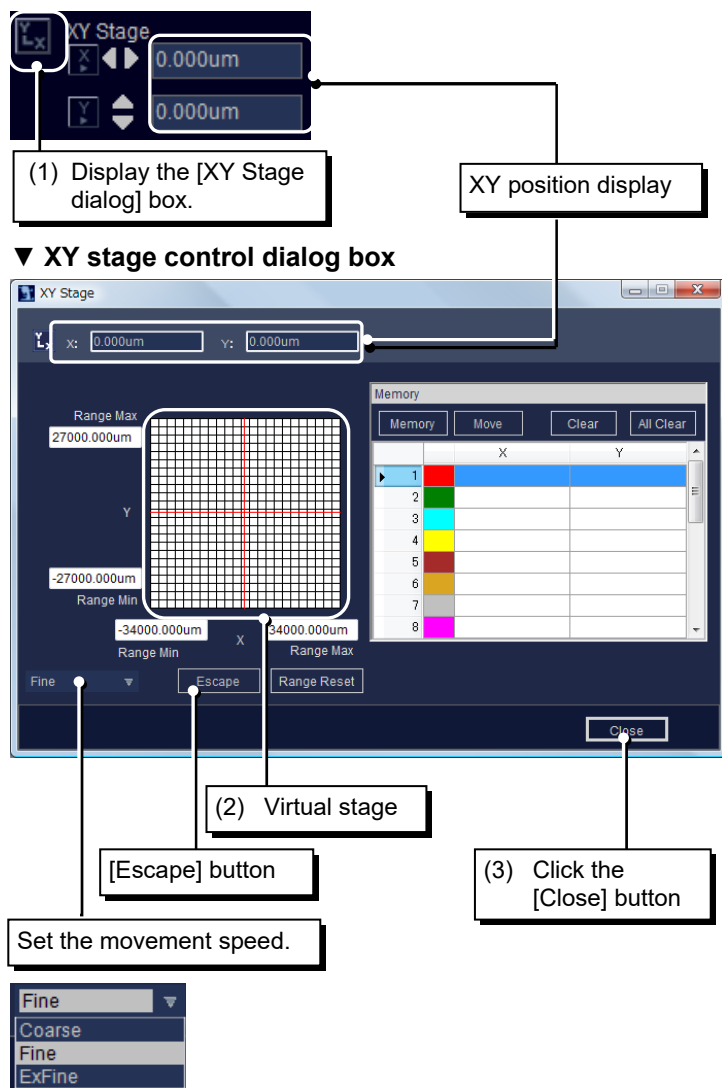 Y
L X
XY Stage
X
0.000um
Y
0.000um
(1) Display the [XY Stage
dialog] box.
XY position display
▼ XY stage control dialog box
XY Stage
X: 0.000um Y: 0.000um
Range Max
27000.000um
Y
-27000.000um
Range Min
-34000.000um X 34000.000um
Range Min Range Max
Fine Escape Range Reset
Memory
Memory Move Clear All Clear
X Y
1
2
3
4
5
6
7
8
Close
(2) Virtual stage
[Escape] button
(3) Click the
[Close] button
Set the movement speed.
Fine
Coarse
Fine
ExFine